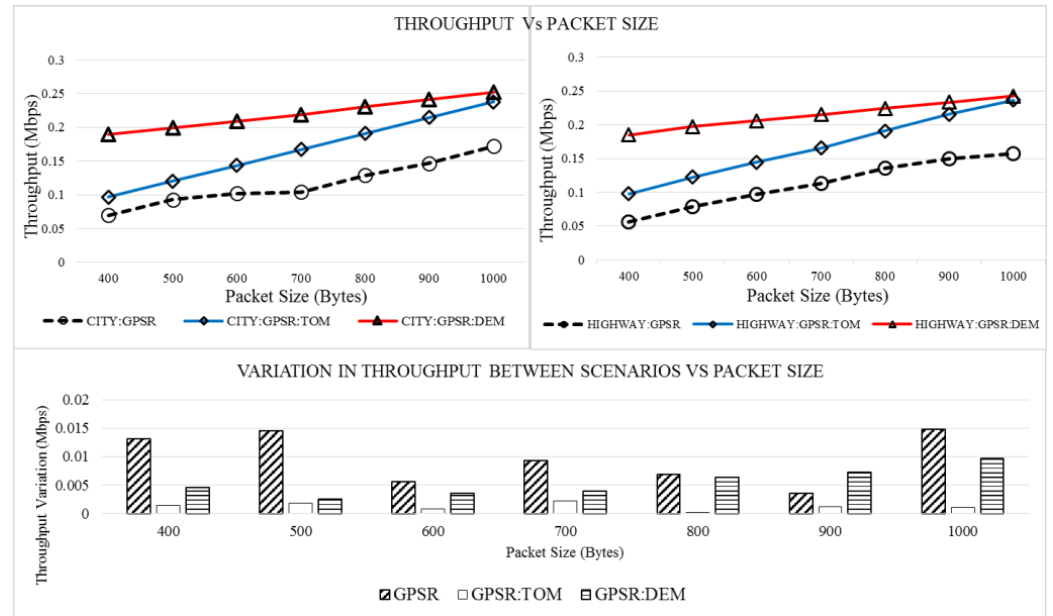 THROUGHPUT Vs PACKET SIZE
Throughput (Mbps)
0.3
0.25
0.2
0.15
0.1
0.05
0
400 500 600 700 800 900 1000
Packet Size (Bytes)
CITY:GPSR CITY:GPSR:TOM CITY:GPSR:DEM
Throughput (Mbps)
0.3
0.25
0.2
0.15
0.1
0.05
0
400 500 600 700 800 900 1000
Packet Size (Bytes)
HIGHWAY:GPSR HIGHWAY:GPSR:TOM HIGHWAY:GPSR:DEM
VARIATION IN THROUGHPUT BETWEEN SCENARIOS VS PACKET SIZE
Throughput Variation (Mbps)
0.02
0.015
0.01
0.005
0
400 500 600 700 800 900 1000
Packet Size (Bytes)
GPSR GPSR:TOM GPSR:DEM